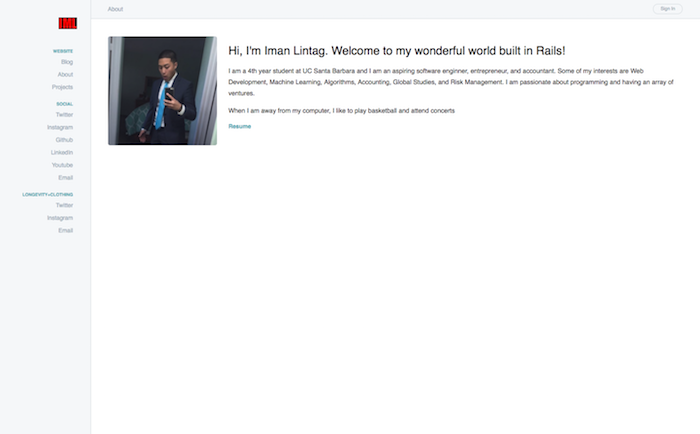 IML
WEBSITE
Blog
About
Projects
SOCIAL
Twitter
Instagram
Github
LinkedIn
Youtube
Email
LONGEVITY+CLOTHING
Twitter
Instagram
Email
About
Sign In
Hi, I'm Iman Lintag. Welcome to my wonderful world built in Rails!
I am a 4th year student at UC Santa Barbara and I am an aspiring software enginner, entrepreneur, and accountant. Some of my interests are Web
Development, Machine Learning, Algorithms, Accounting, Global Studies, and Risk Management. I am passionate about programming and having an array of
ventures.
When I am away from my computer, I like to play basketball and attend concerts
Resume